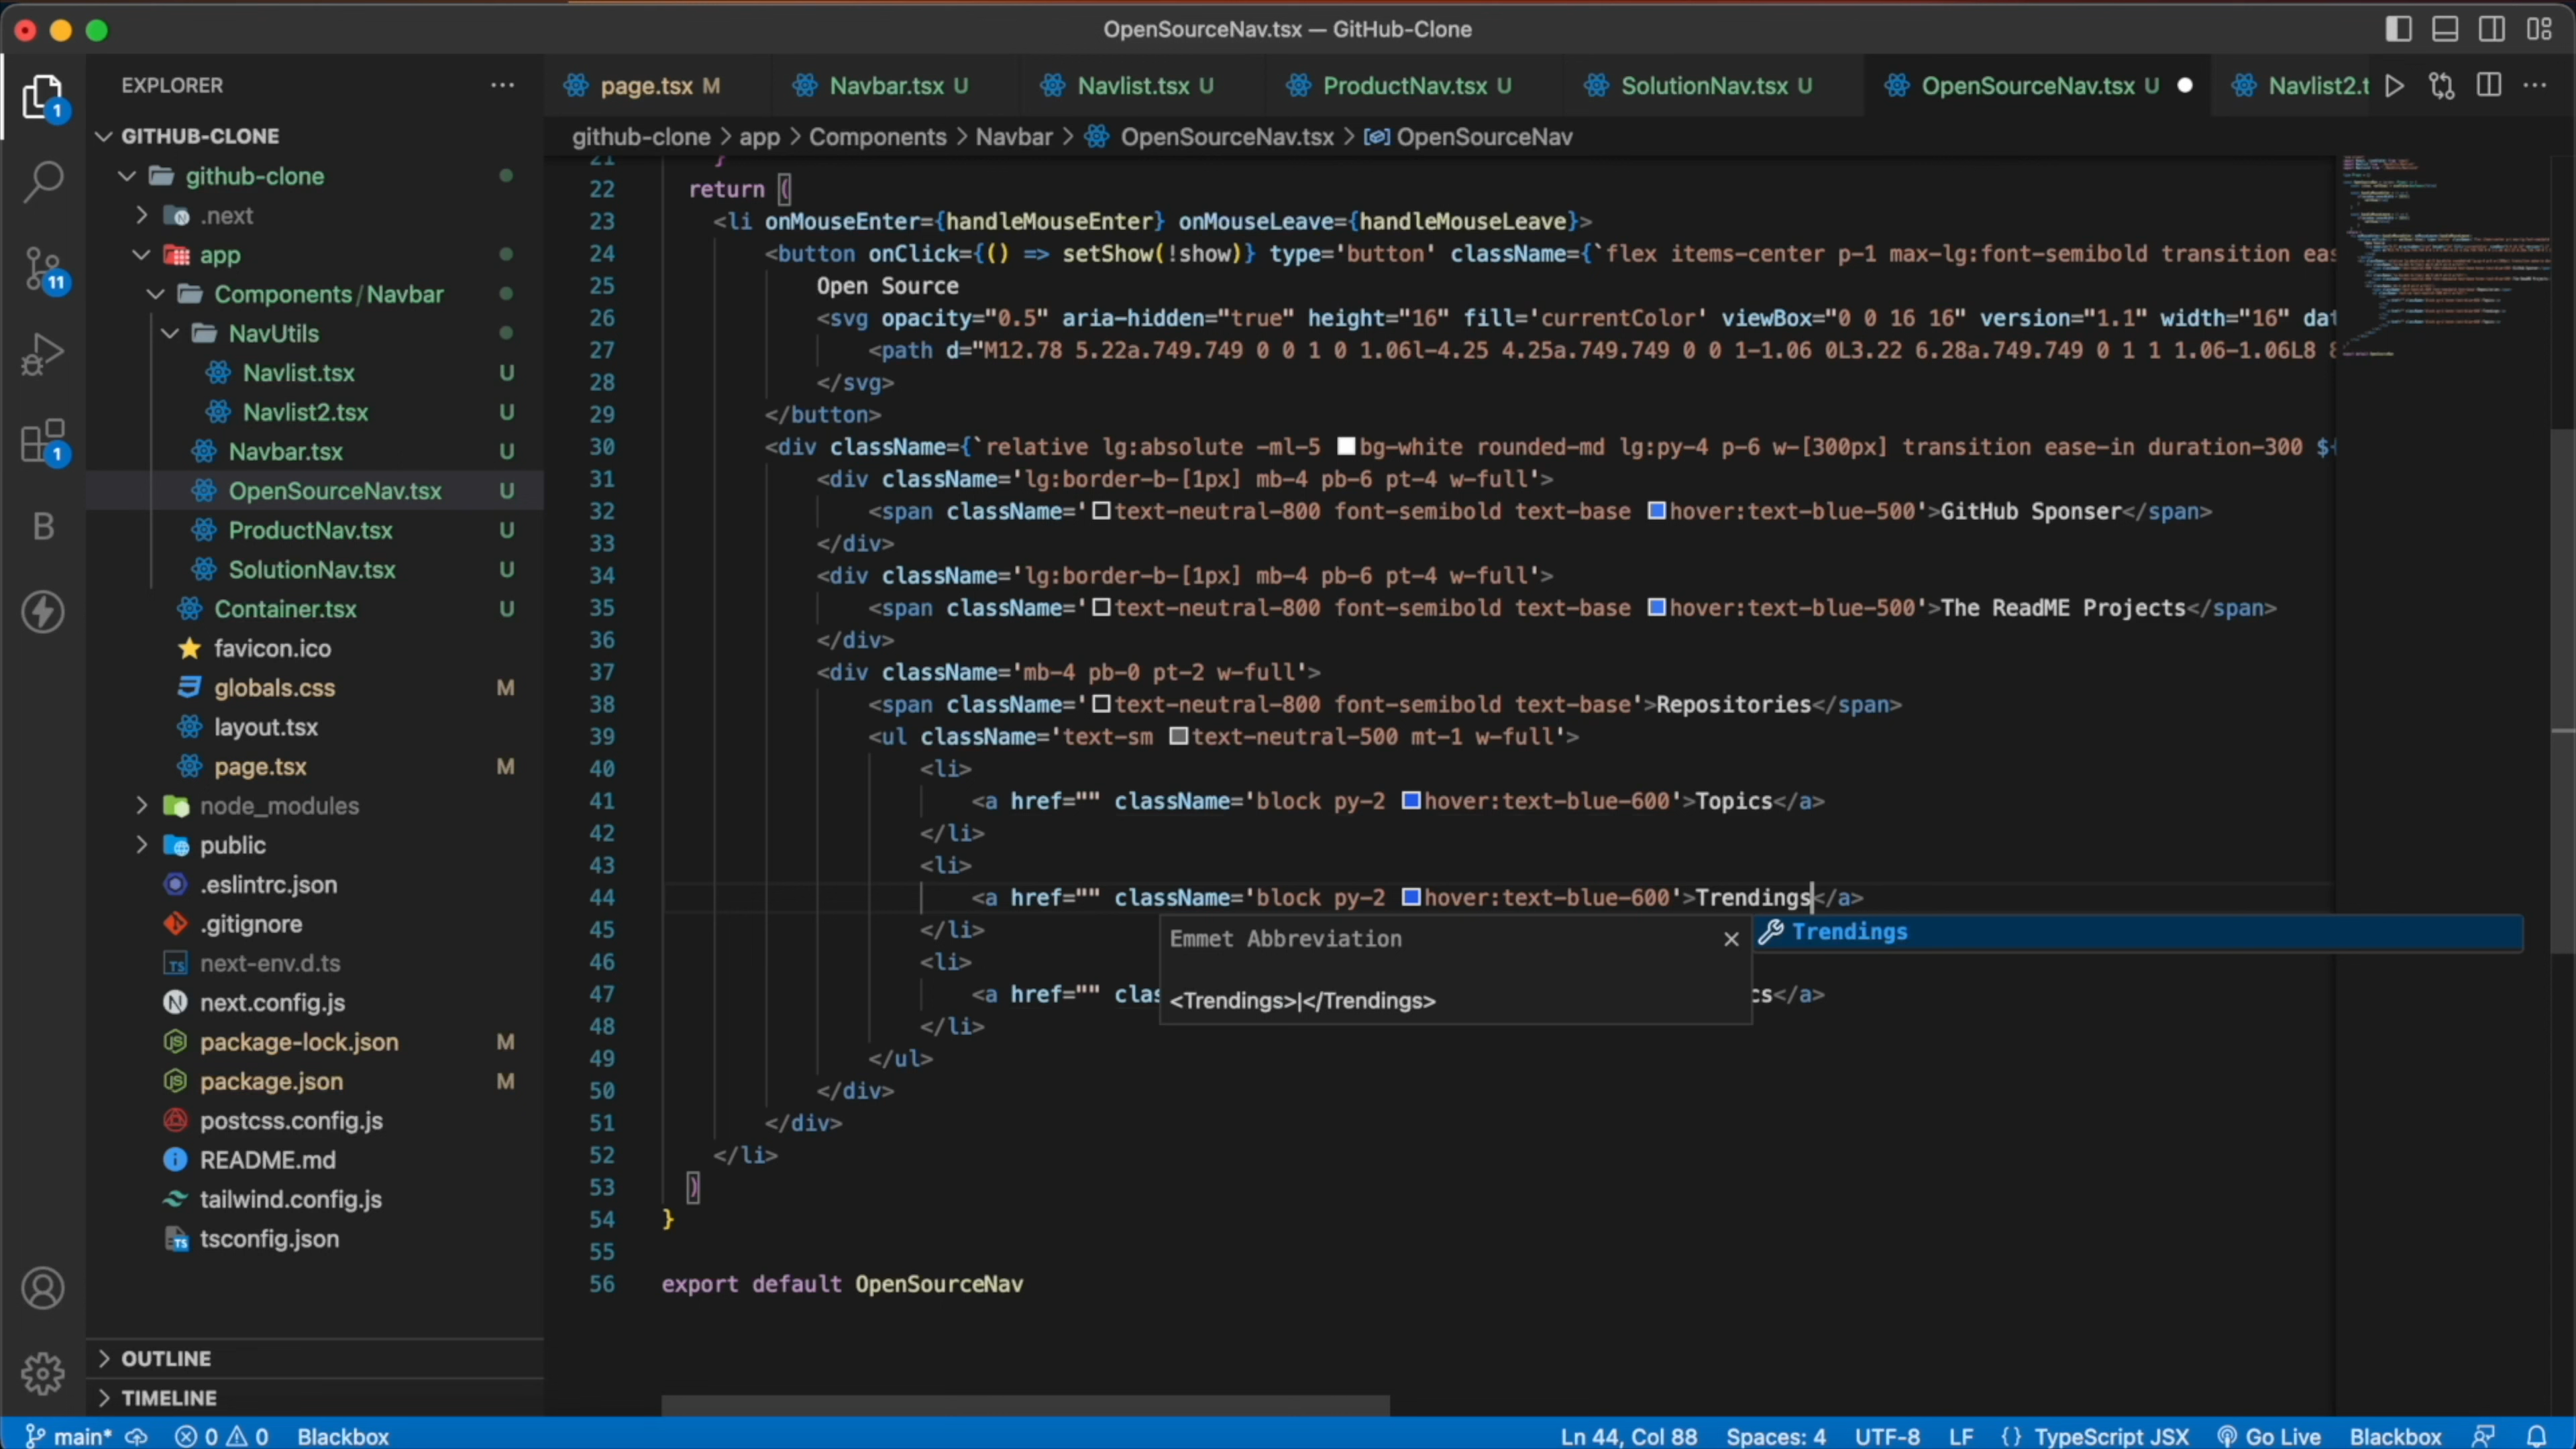 OpenSourceNav.tsx — GitHub-Clone
EXPLORER
page.tsx M
Navbar.tsx U
Navlist.tsx U
ProductNav.tsx U
SolutionNav.tsx U
OpenSourceNav.tsx U
Navlist2.t
github-clone > app > Components > Navbar > OpenSourceNav.tsx > OpenSourceNav
1
11
1
B
GITHUB-CLONE
github-clone
.next
app
Components / Navbar
NavUtils
Navlist.tsx U
Navlist2.tsx U
Navbar.tsx U
OpenSourceNav.tsx U
ProductNav.tsx U
SolutionNav.tsx U
Container.tsx U
favicon.ico
globals.css M
layout.tsx
page.tsx M
node_modules
public
.eslintrc.json
.gitignore
next-env.d.ts
next.config.js
package-lock.json M
package.json M
postcss.config.js
README.md
tailwind.config.js
tsconfig.json
OUTLINE
TIMELINE
21 }
22 return (
23 <li onMouseEnter={handleMouseEnter} onMouseLeave={handleMouseLeave}>
24 <button onClick={() => setShow(!show)} type='button' className={`flex items-center p-1 max-lg:font-semibold transition eas
25 Open Source
26 <svg opacity="0.5" aria-hidden="true" height="16" fill='currentColor' viewBox="0 0 16 16" version="1.1" width="16" dat
27 <path d="M12.78 5.22a.749.749 0 0 1 0 1.06l-4.25 4.25a.749.749 0 0 1-1.06 0L3.22 6.28a.749.749 0 1 1 1.06-1.06L8 8
28 </svg>
29 </button>
30 <div className={`relative lg:absolute -ml-5 bg-white rounded-md lg:py-4 p-6 w-[300px] transition ease-in duration-300 ${
31 <div className='lg:border-b-[1px] mb-4 pb-6 pt-4 w-full'>
32 <span className='text-neutral-800 font-semibold text-base hover:text-blue-500'>GitHub Sponser</span>
33 </div>
34 <div className='lg:border-b-[1px] mb-4 pb-6 pt-4 w-full'>
35 <span className='text-neutral-800 font-semibold text-base hover:text-blue-500'>The ReadME Projects</span>
36 </div>
37 <div className='mb-4 pb-0 pt-2 w-full'>
38 <span className='text-neutral-800 font-semibold text-base'>Repositories</span>
39 <ul className='text-sm text-neutral-500 mt-1 w-full'>
40 <li>
41 <a href="" className='block py-2 hover:text-blue-600'>Topics</a>
42 </li>
43 <li>
44 <a href="" className='block py-2 hover:text-blue-600'>Trendings</a>
45 </li>
46 <li>
47 <a href="" clas cs</a>
48 </li>
49 </ul>
50 </div>
51 </div>
52 </li>
53 )
54 }
55
56 export default OpenSourceNav
Emmet Abbreviation
<Trendings>|</Trendings>
Trendings
main* 0 0 Blackbox
Ln 44, Col 88 Spaces: 4 UTF-8 LF {} TypeScript JSX Go Live Blackbox